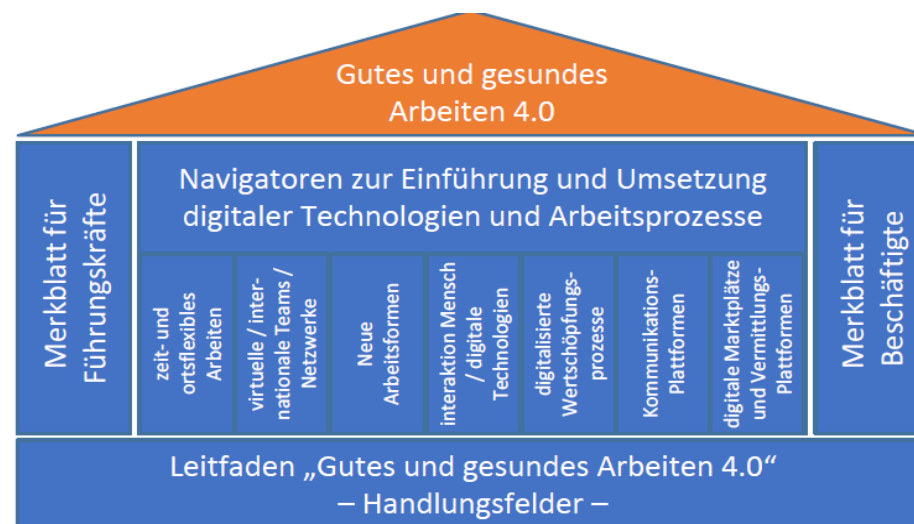 Gutes und gesundes
Arbeiten 4.0
Merkblatt für
Führungskräfte
Navigatoren zur Einführung und Umsetzung
digitaler Technologien und Arbeitsprozesse
zeit- und
ortsflexibles
Arbeiten
virtuelle / inter-
nationale Teams /
Netzwerke
Neue
Arbeitsformen
interaktion Mensch
/ digitale
Technologien
digitalisierte
Wertschöpfungs-
prozesse
Kommunikations-
Plattformen
digitale Marktplätze
und Vermittlungs-
Plattformen
Merkblatt für
Beschäftigte
Leitfaden „Gutes und gesundes Arbeiten 4.0“
– Handlungsfelder –